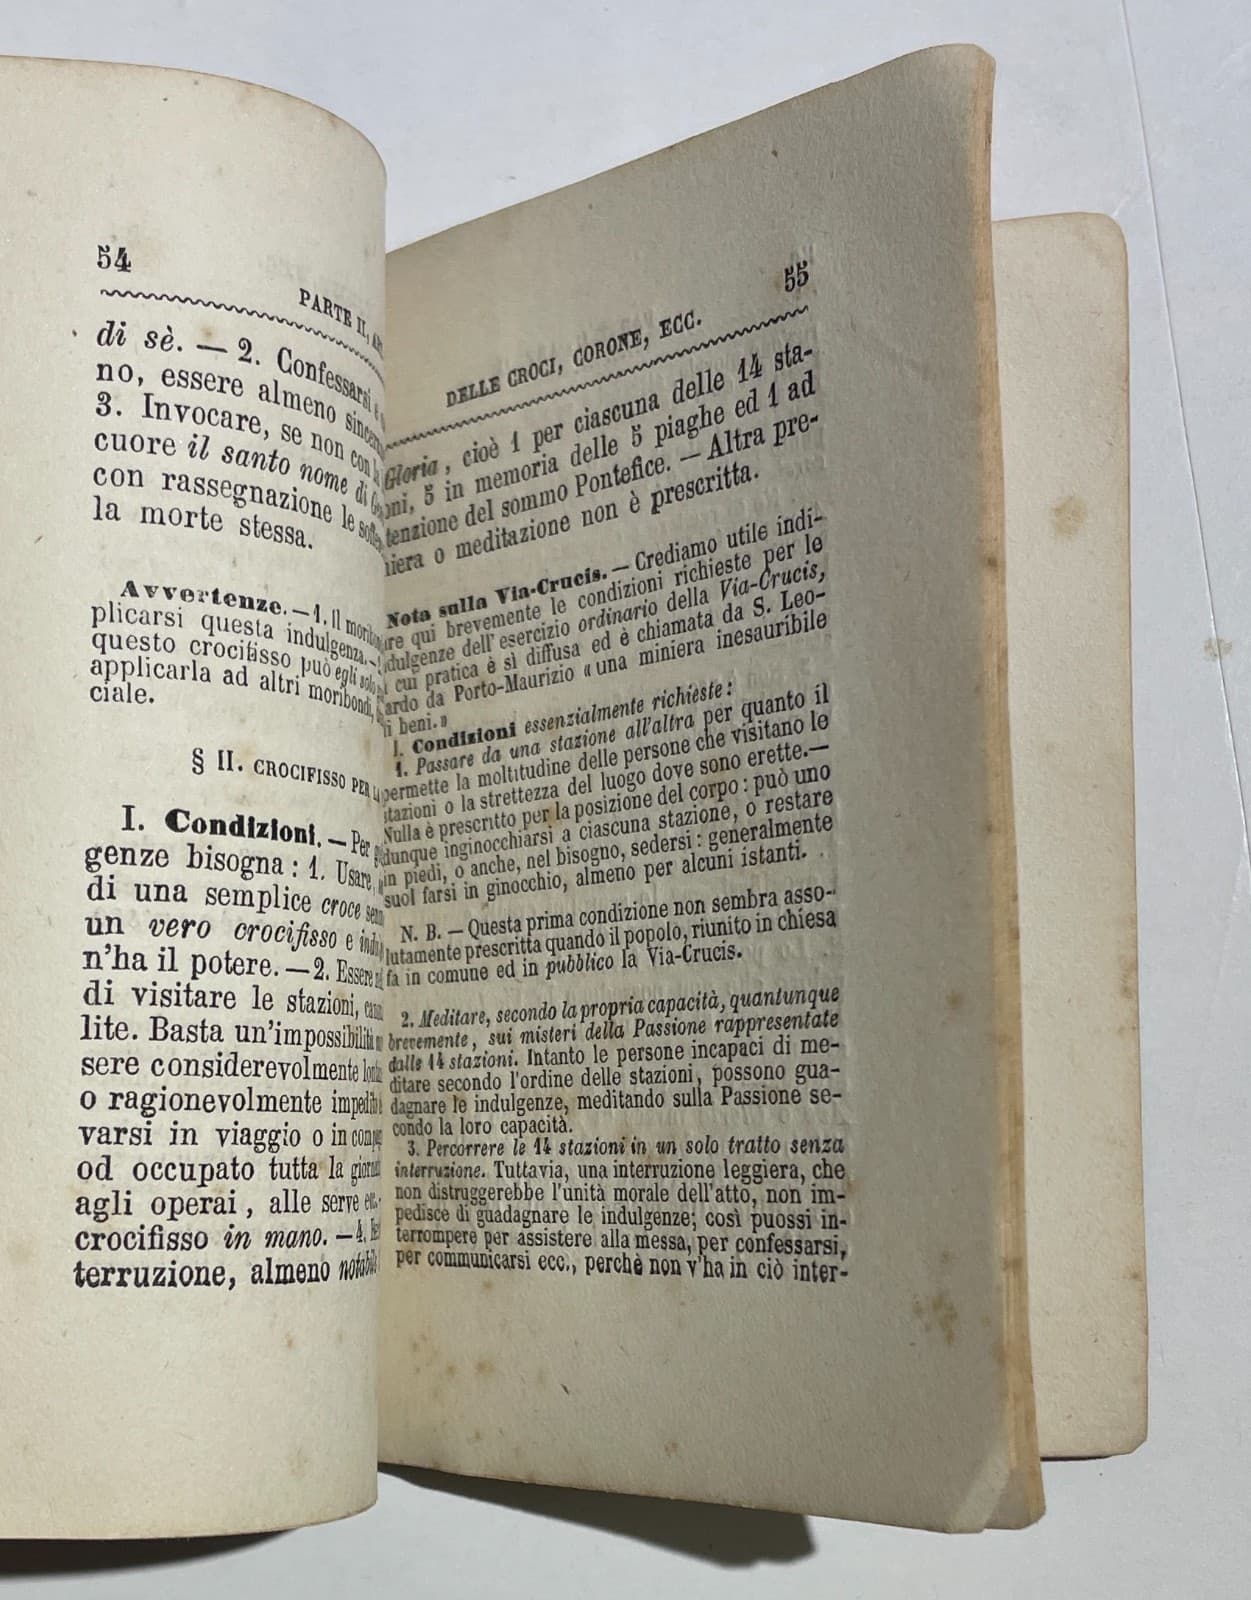 54
PARTE II,
di sè. — 2. Confessarsi
no, essere almeno
3. Invocare, se non con
cuore il santo nome di
con rassegnazione le
la morte stessa.
Avvertenze. — 1. Il
plicarsi questa indulgenza. —
questo crocifisso può egli solo
applicarla ad altri moribondi,
ciale.
§ II. CROCIFISSO PER
I. Condizioni. — Per
genze bisogna : 1. Usare,
di una semplice croce
un vero crocifisso e
n'ha il potere. — 2. Essere
di visitare le stazioni,
lite. Basta un'impossibilità
sere considerevolmente
o ragionevolmente
varsi in viaggio o in
od occupato tutta la
agli operai, alle serve
crocifisso in mano. — 4.
terruzione, almeno
55
DELLE CROCI, CORONE, ECC.
Gloria, cioè 1 per ciascuna delle 14 sta-
oni, 5 in memoria delle 5 piaghe ed 1 ad
tenzione del sommo Pontefice. — Altra pre-
hiera o meditazione non è prescritta.
Nota sulla Via-Crucis. — Crediamo utile indi-
are qui brevemente le condizioni richieste per le
dulgenze dell'esercizio ordinario della Via-Crucis,
cui pratica è sì diffusa ed è chiamata da S. Leo-
ardo da Porto-Maurizio « una miniera inesauribile
di beni. »
I. Condizioni essenzialmente richieste :
1. Passare da una stazione all'altra per quanto il
permette la moltitudine delle persone che visitano le
stazioni o la strettezza del luogo dove sono erette. —
Nulla è prescritto per la posizione del corpo : può uno
dunque inginocchiarsi a ciascuna stazione, o restare
in piedi, o anche, nel bisogno, sedersi : generalmente
suol farsi in ginocchio, almeno per alcuni istanti.
N. B. — Questa prima condizione non sembra asso-
lutamente prescritta quando il popolo, riunito in chiesa
fa in comune ed in pubblico la Via-Crucis.
2. Meditare, secondo la propria capacità, quantunque
brevemente, sui misteri della Passione rappresentate
dalle 14 stazioni. Intanto le persone incapaci di me-
ditare secondo l'ordine delle stazioni, possono gua-
dagnare le indulgenze, meditando sulla Passione se-
condo la loro capacità.
3. Percorrere le 14 stazioni in un solo tratto senza
interruzione. Tuttavia, una interruzione leggiera, che
non distruggerebbe l'unità morale dell'atto, non im-
pedisce di guadagnare le indulgenze; così puossi in-
terrompere per assistere alla messa, per confessarsi,
per communicarsi ecc., perchè non v'ha in ciò inter-